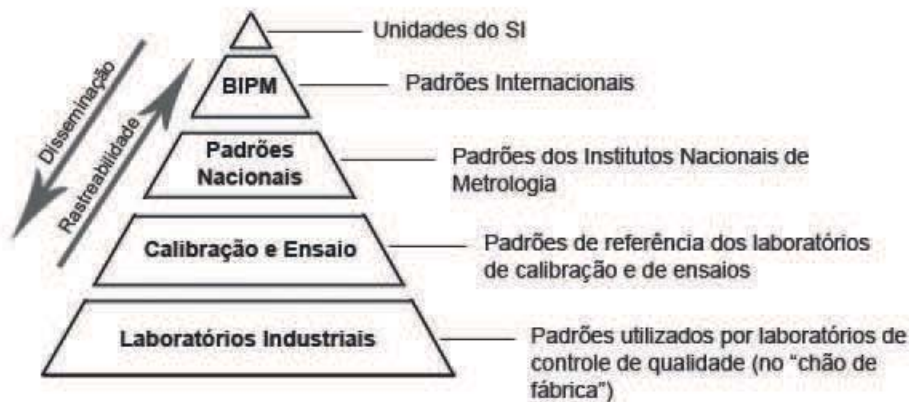 Disseminação
Rastreabilidade
Unidades do SI
BIPM
Padrões Internacionais
Padrões
Nacionais
Padrões dos Institutos Nacionais de
Metrologia
Calibração e Ensaio
Padrões de referência dos laboratórios
de calibração e de ensaios
Laboratórios Industriais
Padrões utilizados por laboratórios de
controle de qualidade (no "chão de
fábrica")